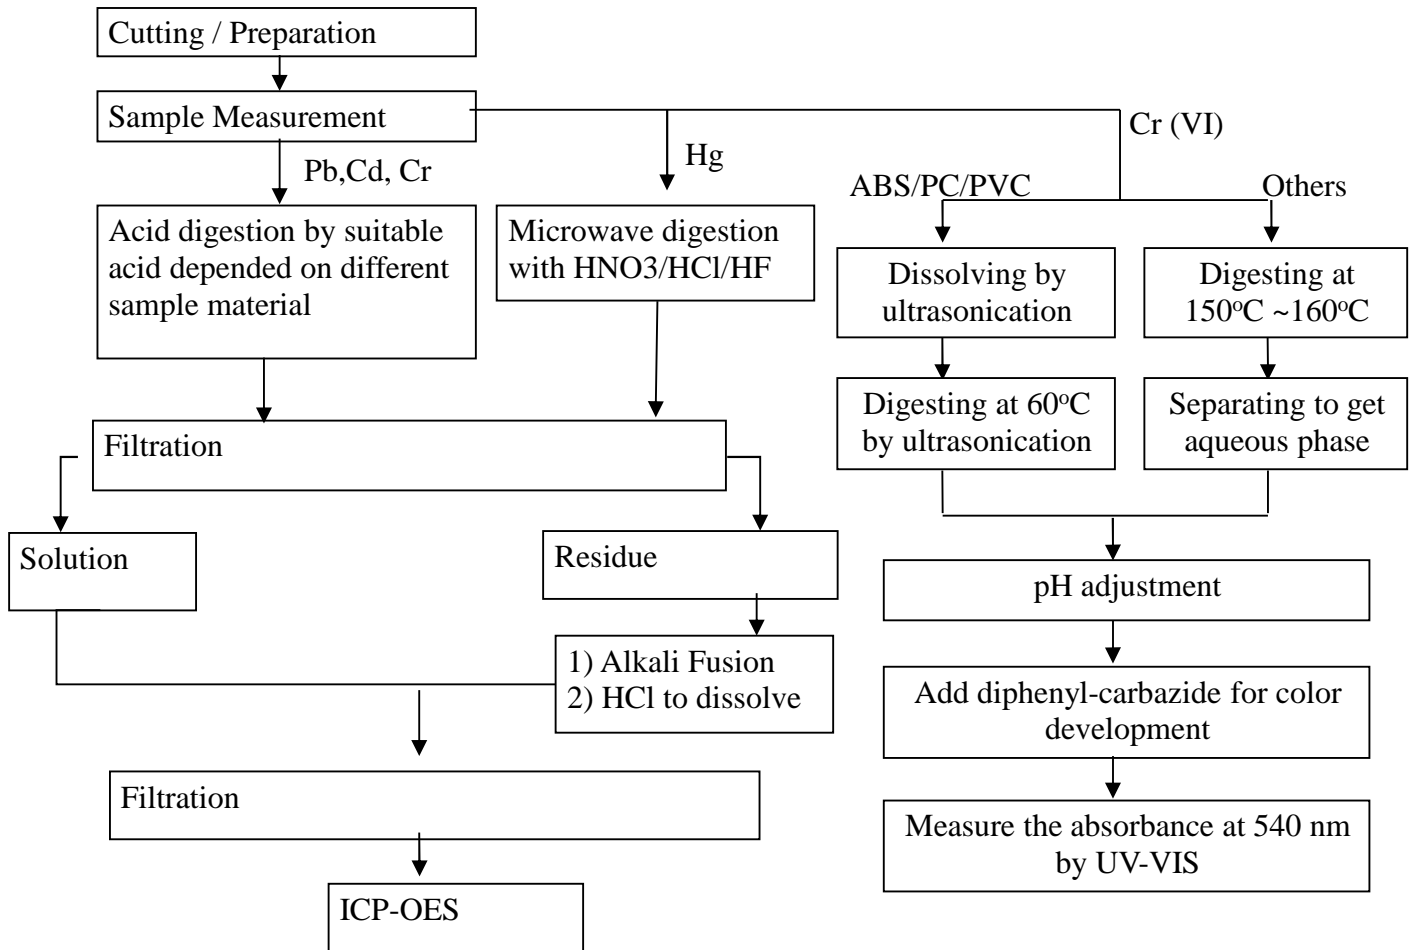 Cutting / Preparation
Sample Measurement
Pb,Cd, Cr
Hg
Cr (VI)
ABS/PC/PVC
Others
Acid digestion by suitable
acid depended on different
sample material
Microwave digestion
with HNO3/HCl/HF
Dissolving by
ultrasonication
Digesting at
150°C ~160°C
Digesting at 60°C
by ultrasonication
Separating to get
aqueous phase
Filtration
Solution
Residue
pH adjustment
1) Alkali Fusion
2) HCl to dissolve
Add diphenyl-carbazide for color
development
Filtration
Measure the absorbance at 540 nm
by UV-VIS
ICP-OES